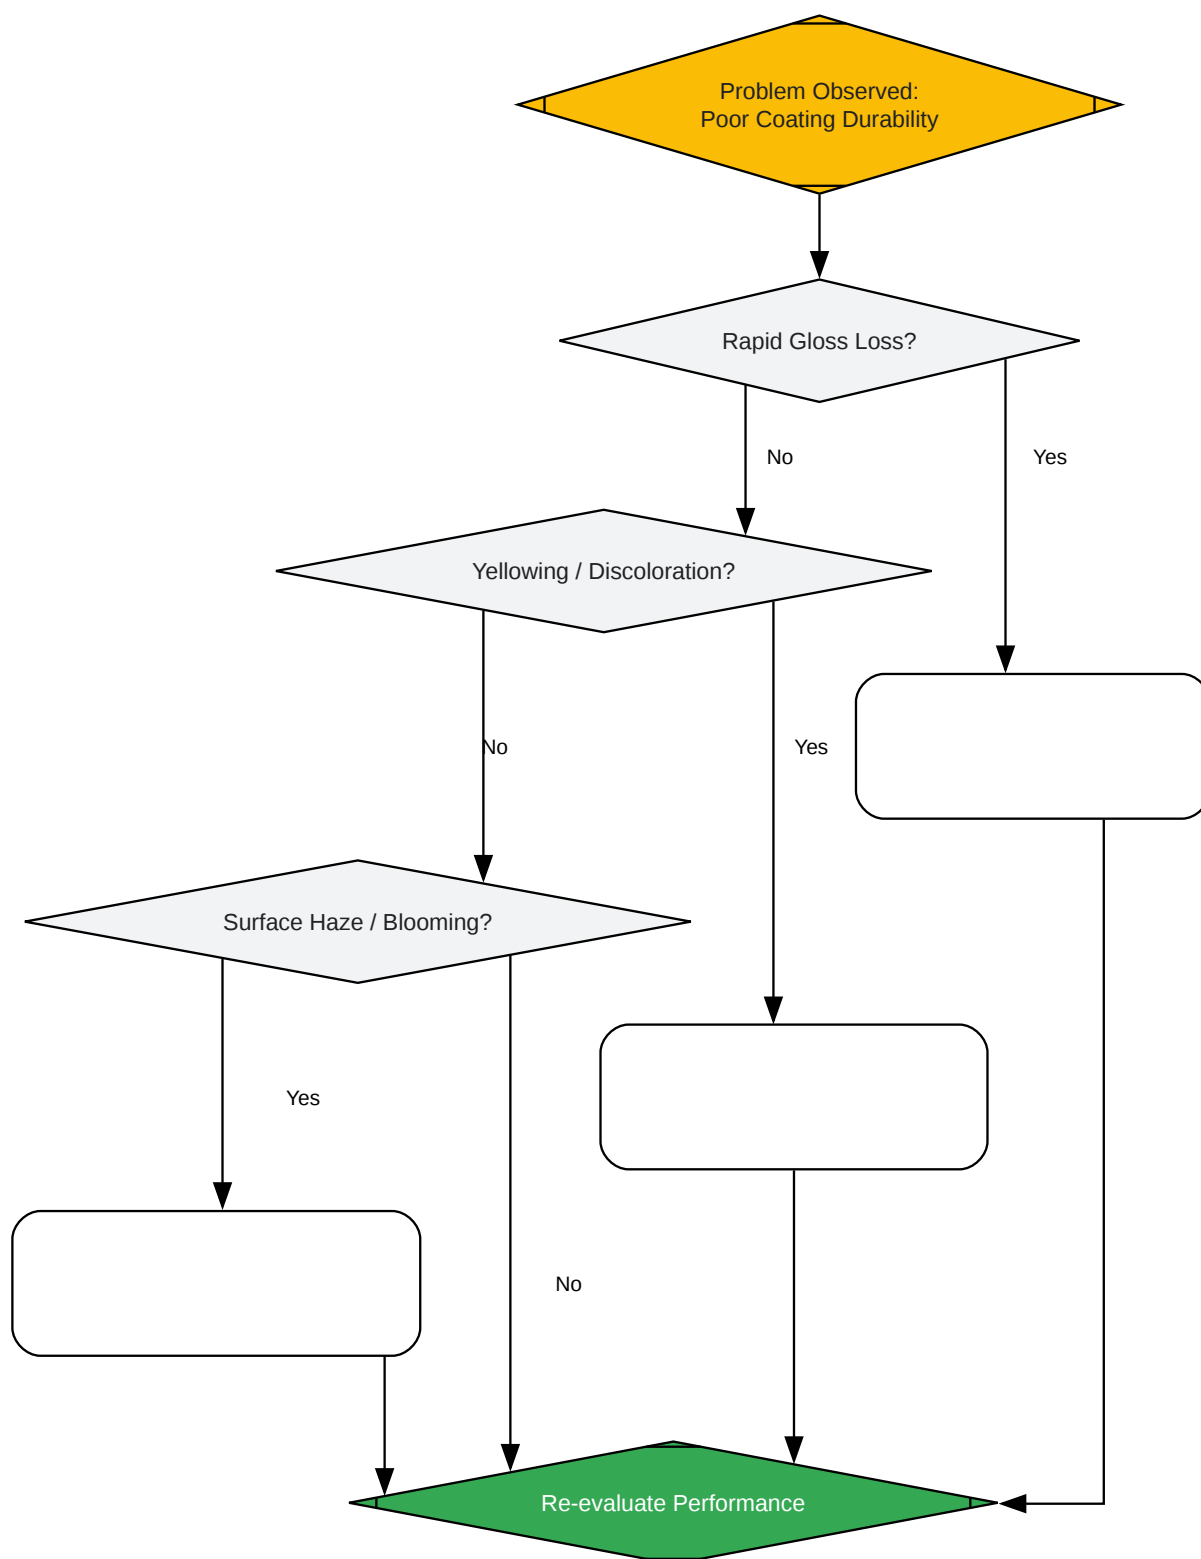 Problem Observed:
Poor Coating Durability
Rapid Gloss Loss?
No
Yes
Yellowing / Discoloration?
No
Yes
Surface Haze / Blooming?
Yes
No
Re-evaluate Performance